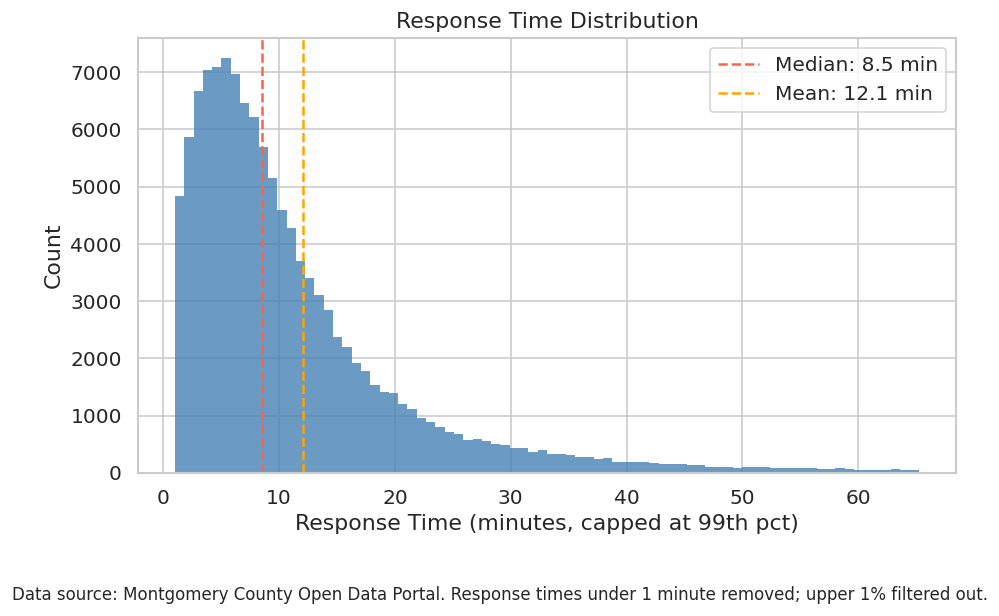 Response Time Distribution
Median: 8.5 min
Mean: 12.1 min
Count
7000
6000
5000
4000
3000
2000
1000
0
0 10 20 30 40 50 60
Response Time (minutes, capped at 99th pct)
Data source: Montgomery County Open Data Portal. Response times under 1 minute removed; upper 1% filtered out.